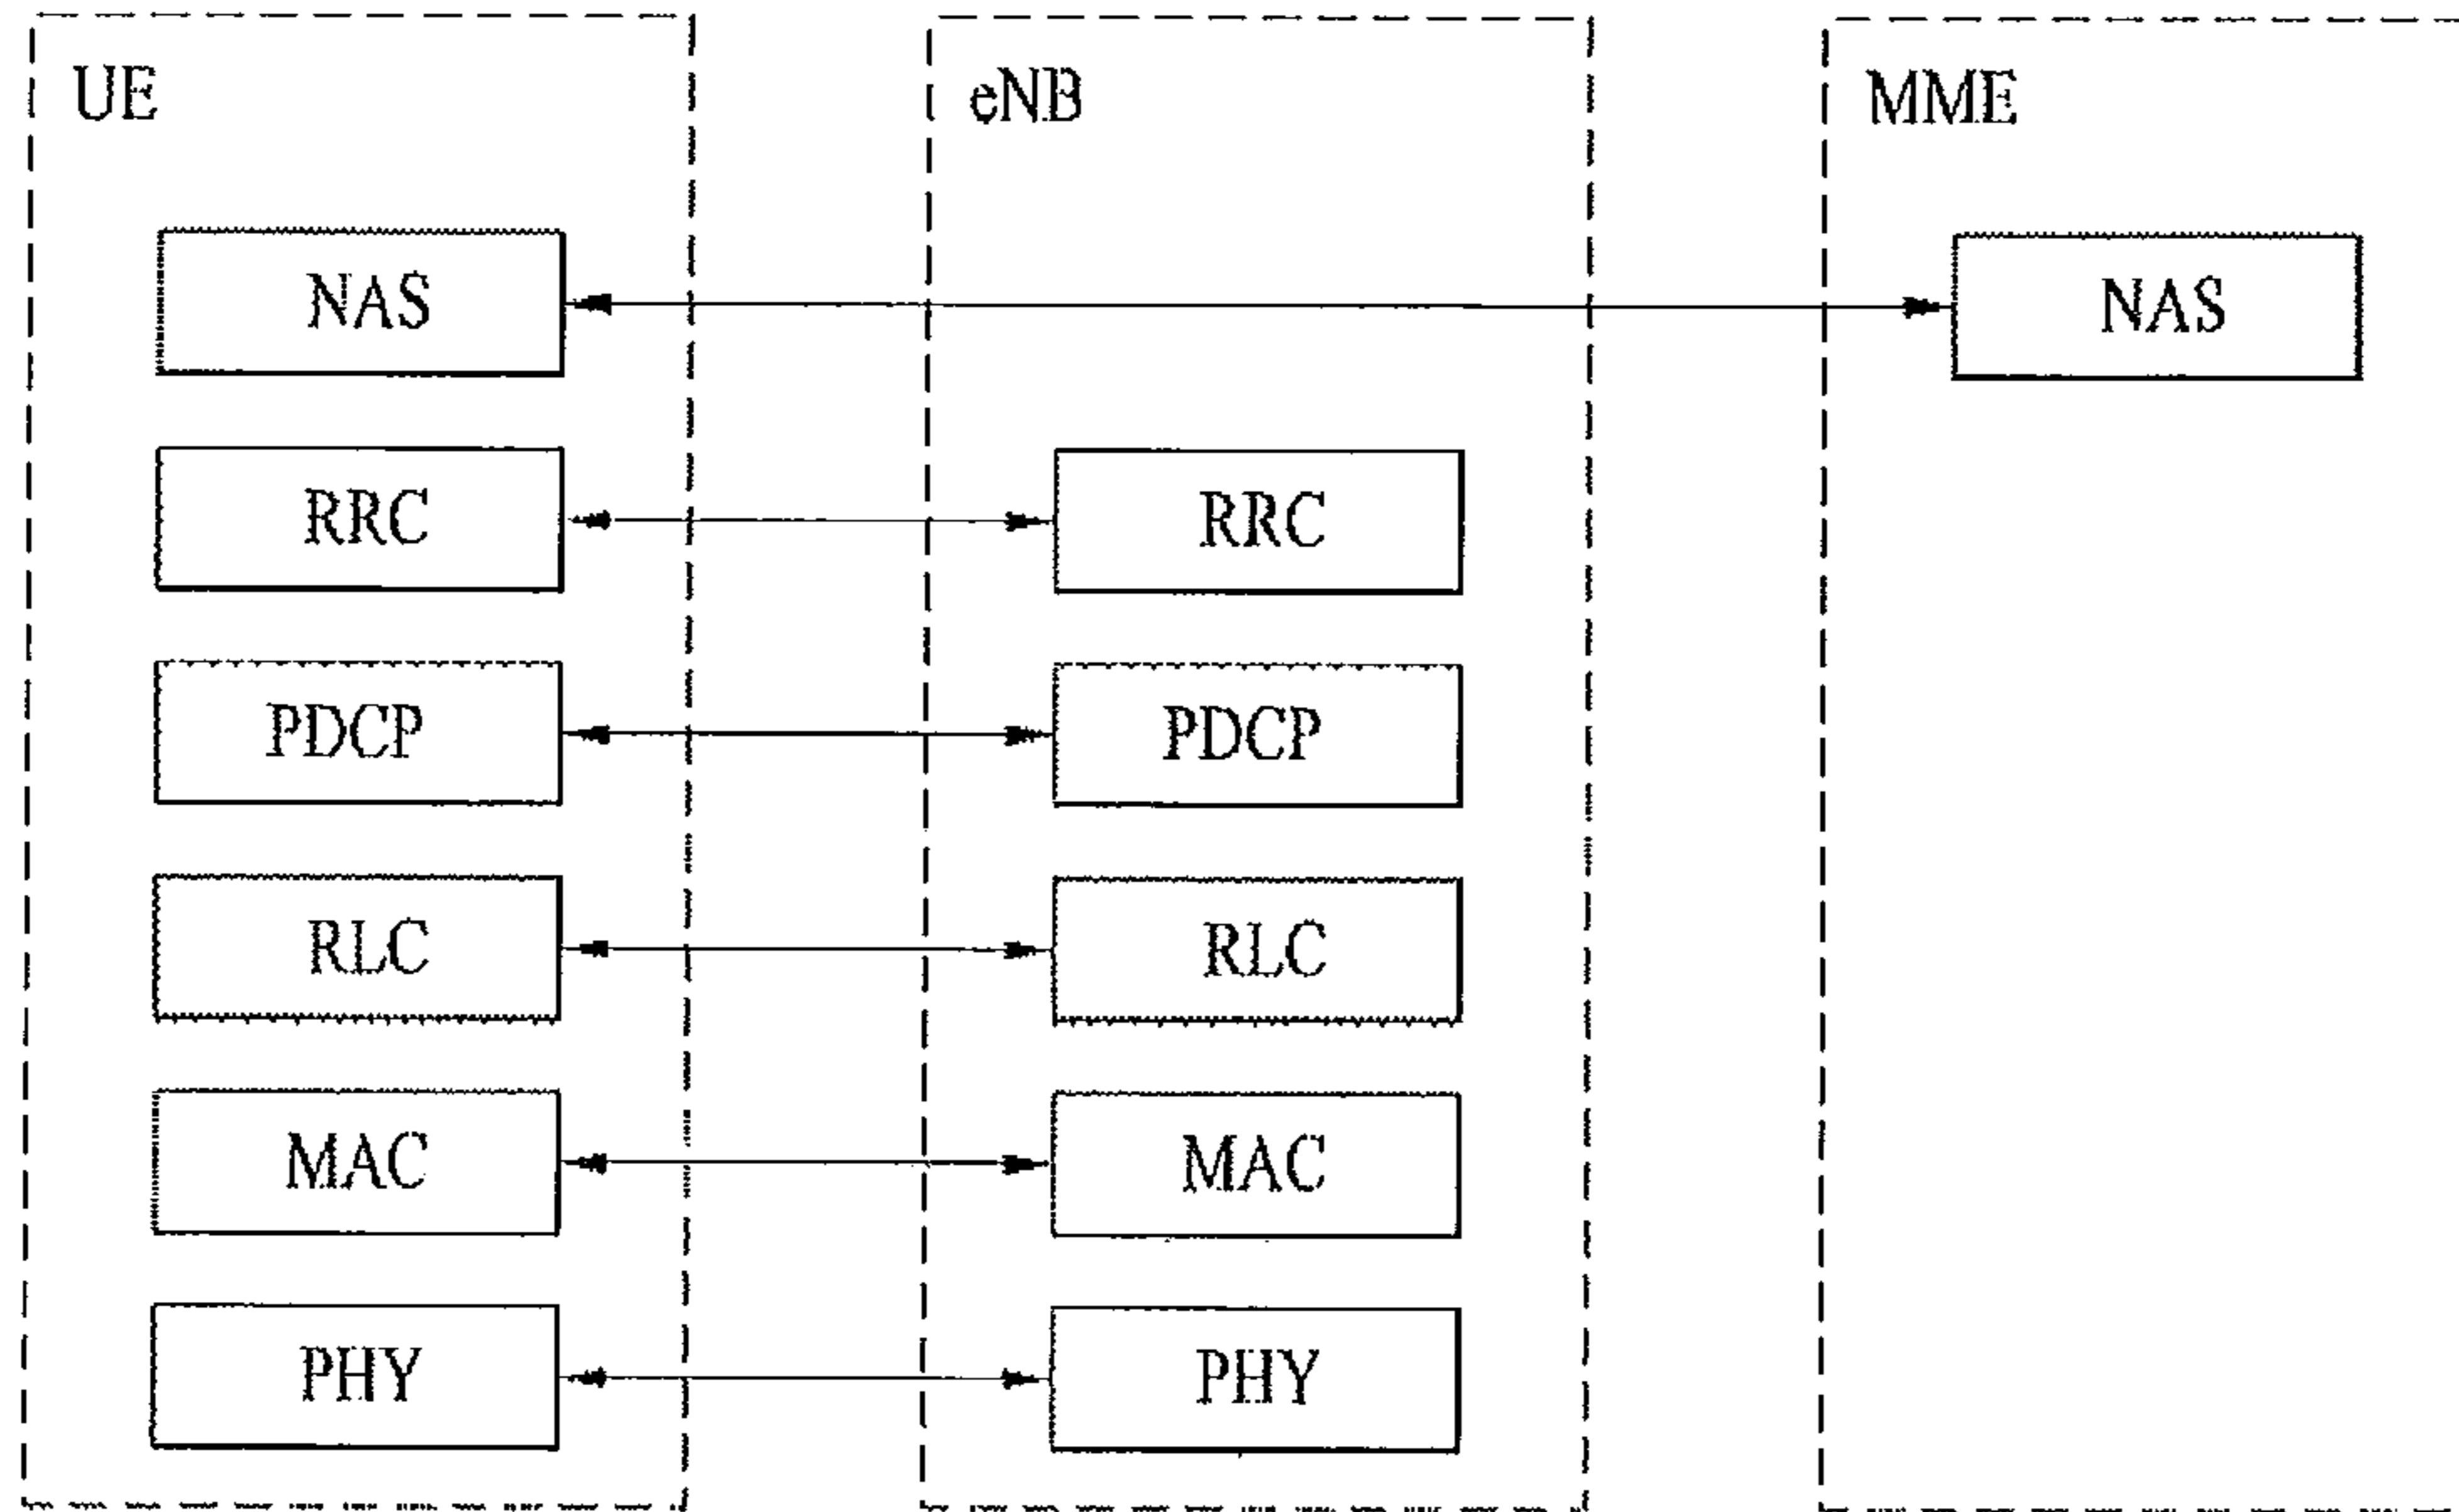 UE
eNB
MME
NAS
NAS
RRC
RRC
PDCP
PDCP
RLC
RLC
MAC
MAC
PHY
PHY